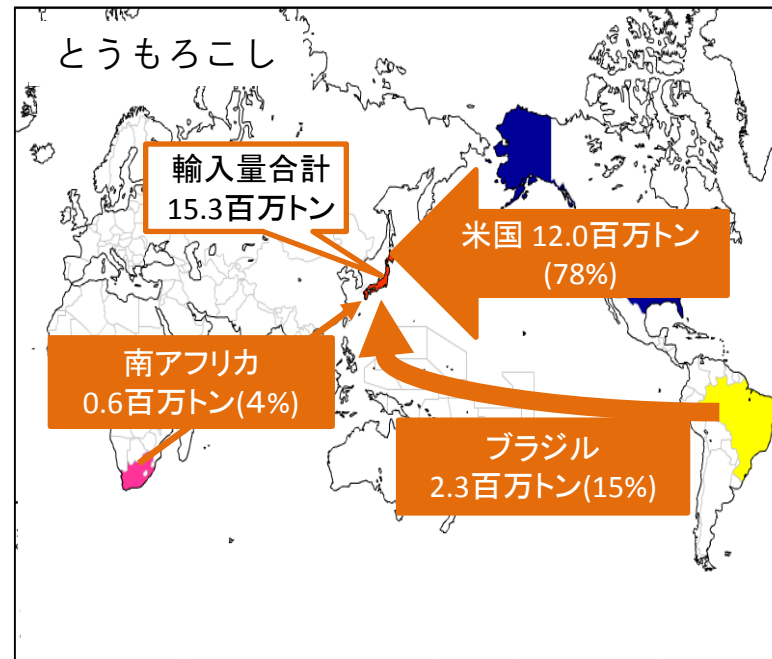 とうもろこし
輸入量合計
15.3百万トン
米国 12.0百万トン
(78%)
南アフリカ
0.6百万トン(４%)
ブラジル
2.3百万トン(15%)